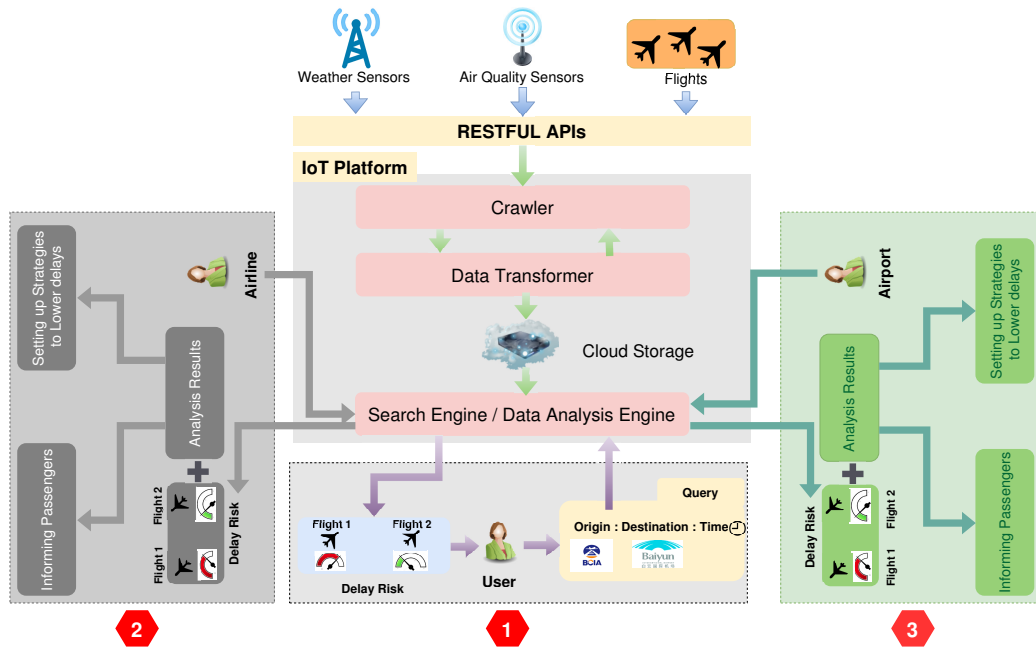 Weather Sensors
Air Quality Sensors
Flights
RESTFUL APIs
IoT Platform
Crawler
Data Transformer
Cloud Storage
Search Engine / Data Analysis Engine
Setting up Strategies
to Lower delays
Airline
Analysis Results
Informing Passengers
Flight 2
Flight 1
Delay Risk
2
Flight 1
Flight 2
Delay Risk
User
Query
Origin : Destination : Time
BCIA
Baiyun
1
Airport
Setting up Strategies
to Lower delays
Analysis Results
Informing Passengers
Delay Risk
Flight 2
Flight 1
3